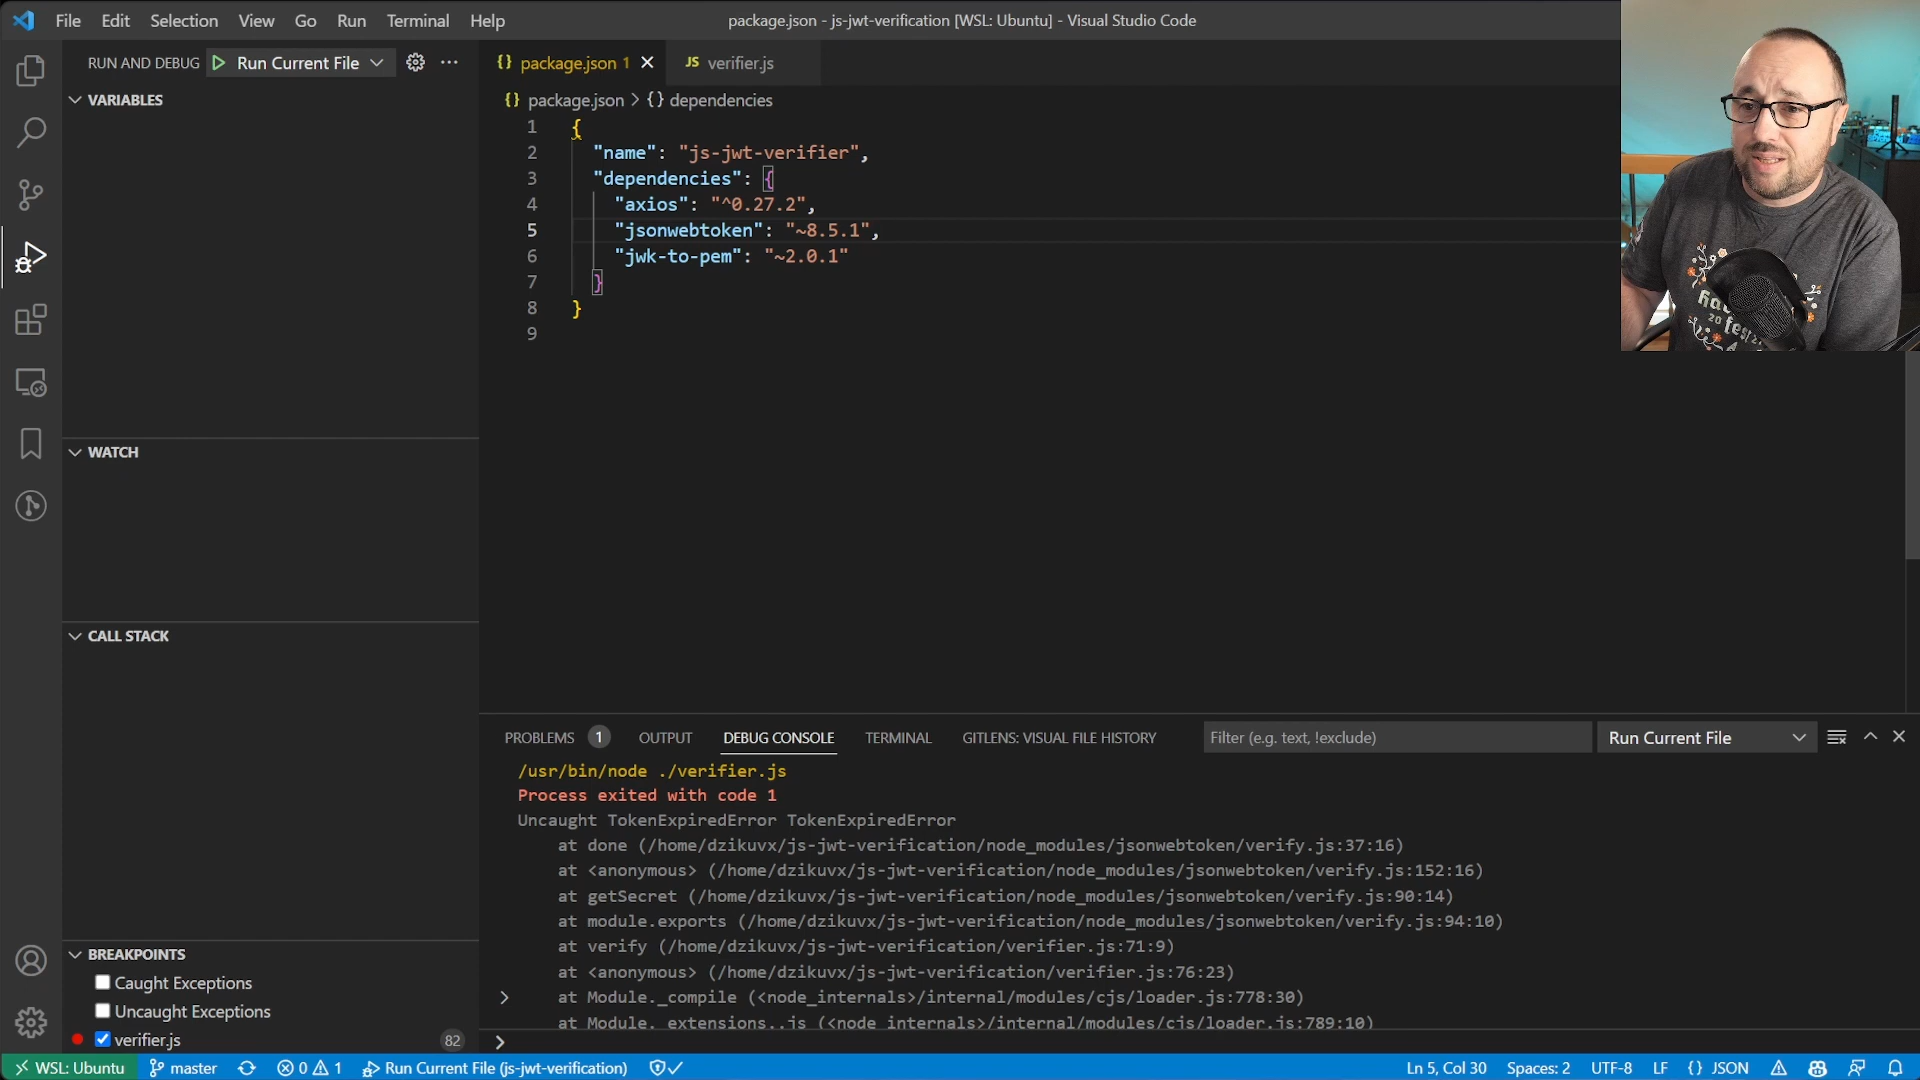 File Edit Selection View Go Run Terminal Help
package.json - js-jwt-verification [WSL: Ubuntu] - Visual Studio Code
RUN AND DEBUG Run Current File
VARIABLES
WATCH
CALL STACK
BREAKPOINTS
Caught Exceptions
Uncaught Exceptions
verifier.js 82
{} package.json 1 JS verifier.js
{} package.json > {} dependencies
1 {
2 "name": "js-jwt-verifier",
3 "dependencies": {
4 "axios": "^0.27.2",
5 "jsonwebtoken": "~8.5.1",
6 "jwk-to-pem": "~2.0.1"
7 }
8 }
9
PROBLEMS 1 OUTPUT DEBUG CONSOLE TERMINAL GITLENS: VISUAL FILE HISTORY Filter (e.g. text, !exclude) Run Current File
/usr/bin/node ./verifier.js
Process exited with code 1
Uncaught TokenExpiredError TokenExpiredError
at done (/home/dzikuvx/js-jwt-verification/node_modules/jsonwebtoken/verify.js:37:16)
at <anonymous> (/home/dzikuvx/js-jwt-verification/node_modules/jsonwebtoken/verify.js:152:16)
at getSecret (/home/dzikuvx/js-jwt-verification/node_modules/jsonwebtoken/verify.js:90:14)
at module.exports (/home/dzikuvx/js-jwt-verification/node_modules/jsonwebtoken/verify.js:94:10)
at verify (/home/dzikuvx/js-jwt-verification/verifier.js:71:9)
at <anonymous> (/home/dzikuvx/js-jwt-verification/verifier.js:76:23)
at Module._compile (<node_internals>/internal/modules/cjs/loader.js:778:30)
at Module._extensions..js (<node_internals>/internal/modules/cjs/loader.js:789:10)
WSL: Ubuntu master 0 1 Run Current File (js-jwt-verification) Ln 5, Col 30 Spaces: 2 UTF-8 LF {} JSON